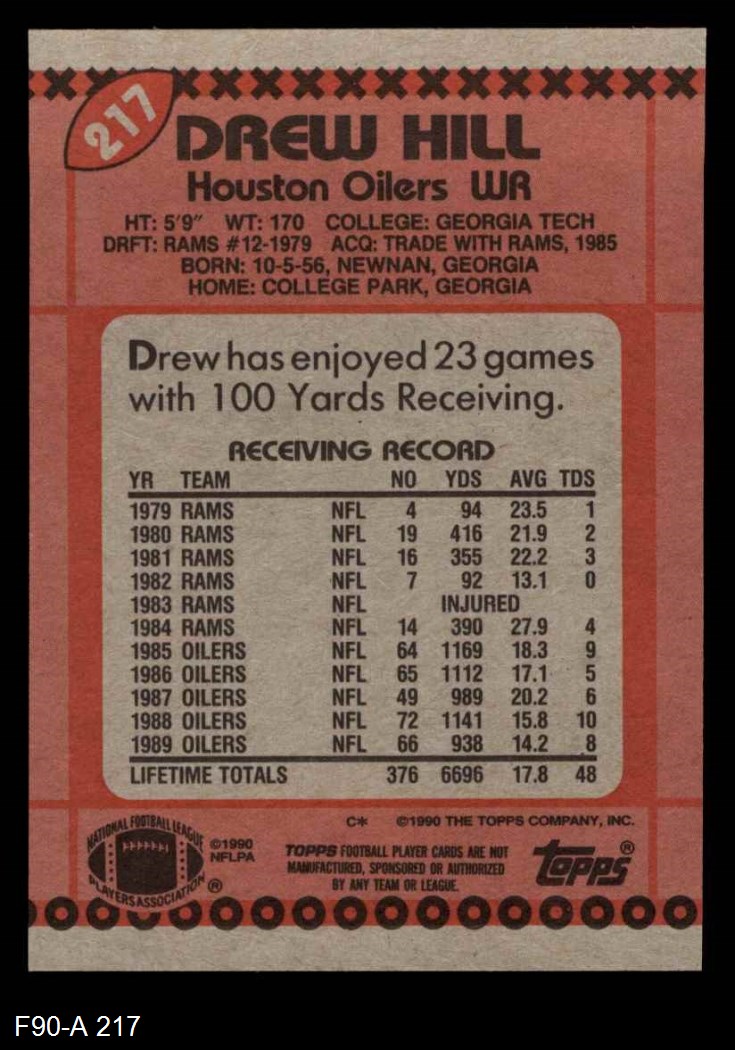 217
DREW HILL
Houston Oilers WR
HT: 5'9" WT: 170 COLLEGE: GEORGIA TECH
DRFT: RAMS #12-1979 ACQ: TRADE WITH RAMS, 1985
BORN: 10-5-56, NEWNAN, GEORGIA
HOME: COLLEGE PARK, GEORGIA
Drew has enjoyed 23 games
with 100 Yards Receiving.
RECEIVING RECORD
YR TEAM NO YDS AVG TDS
1979 RAMS NFL 4 94 23.5 1
1980 RAMS NFL 19 416 21.9 2
1981 RAMS NFL 16 355 22.2 3
1982 RAMS NFL 7 92 13.1 0
1983 RAMS NFL INJURED
1984 RAMS NFL 14 390 27.9 4
1985 OILERS NFL 64 1169 18.3 9
1986 OILERS NFL 65 1112 17.1 5
1987 OILERS NFL 49 989 20.2 6
1988 OILERS NFL 72 1141 15.8 10
1989 OILERS NFL 66 938 14.2 8
LIFETIME TOTALS 376 6696 17.8 48
C* ©1990 THE TOPPS COMPANY, INC.
NATIONAL FOOTBALL LEAGUE
PLAYERS ASSOCIATION ®
©1990
NFLPA
TOPPS FOOTBALL PLAYER CARDS ARE NOT
MANUFACTURED, SPONSORED OR AUTHORIZED
BY ANY TEAM OR LEAGUE.
topps®
F90-A 217